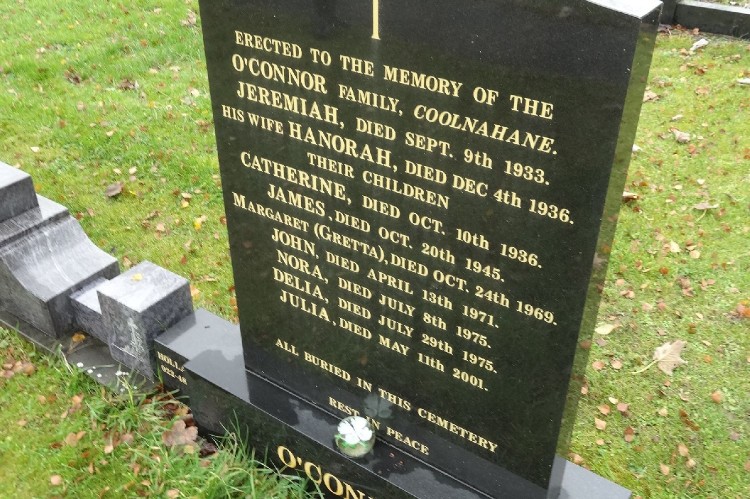 ERECTED TO THE MEMORY OF THE
O'CONNOR FAMILY, COOLNAHANE.
JEREMIAH, DIED SEPT. 9TH 1933.
HIS WIFE HANORAH, DIED DEC 4TH 1936.
THEIR CHILDREN
CATHERINE, DIED OCT. 10TH 1936.
JAMES, DIED OCT. 20TH 1945.
MARGARET (GRETTA), DIED OCT. 24TH 1969.
JOHN, DIED APRIL 13TH 1971.
NORA, DIED JULY 8TH 1975.
DELIA, DIED JULY 29TH 1975.
JULIA, DIED MAY 11TH 2001.
ALL BURIED IN THIS CEMETERY
REST IN PEACE
O'CON